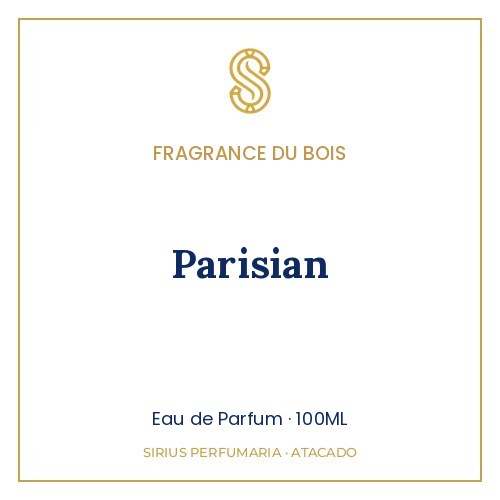 FRAGRANCE DU BOIS
Parisian
Eau de Parfum · 100ML
SIRIUS PERFUMARIA · ATACADO